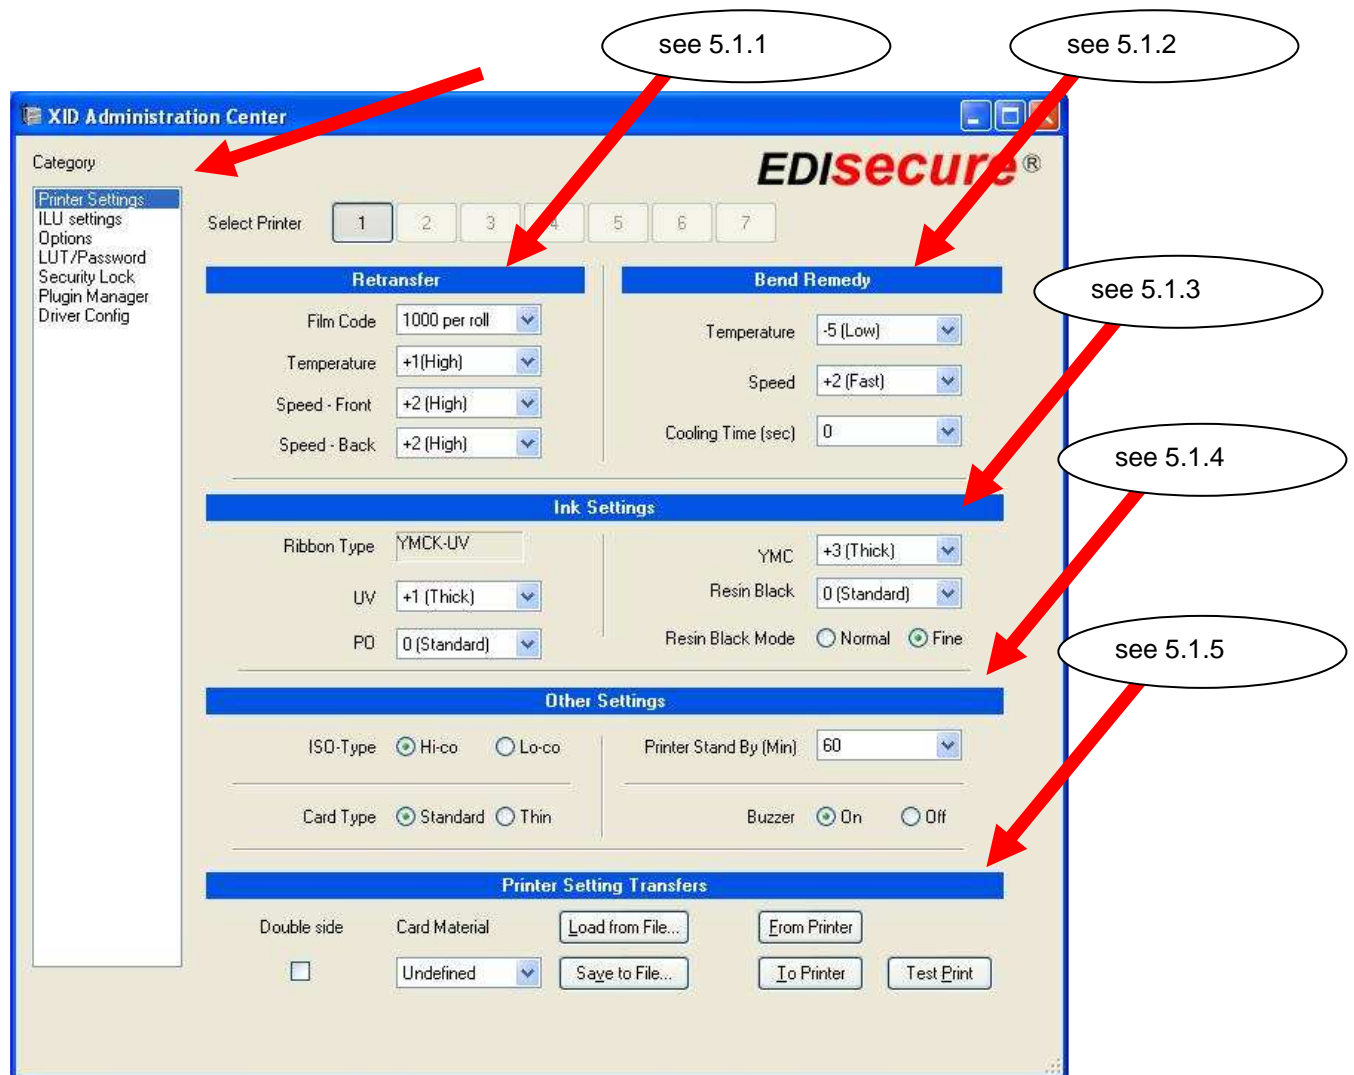 see 5.1.1
see 5.1.2
XID Administration Center
Category
EDIsecure®
Printer Settings
ILU settings
Options
LUT/Password
Security Lock
Plugin Manager
Driver Config
Select Printer 1 2 3 4 5 6 7
Retransfer
Film Code 1000 per roll
Temperature +1(High)
Speed - Front +2 (High)
Speed - Back +2 (High)
Bend Remedy
Temperature -5 (Low)
Speed +2 (Fast)
Cooling Time (sec) 0
see 5.1.3
Ink Settings
Ribbon Type YMCK-UV
UV +1 (Thick)
PO 0 (Standard)
YMC +3 (Thick)
Resin Black 0 (Standard)
Resin Black Mode Normal Fine
see 5.1.4
Other Settings
ISO-Type Hi-co Lo-co
Printer Stand By (Min) 60
Card Type Standard Thin
Buzzer On Off
see 5.1.5
Printer Setting Transfers
Double side Card Material Load from File... From Printer
Undefined Save to File... To Printer Test Print